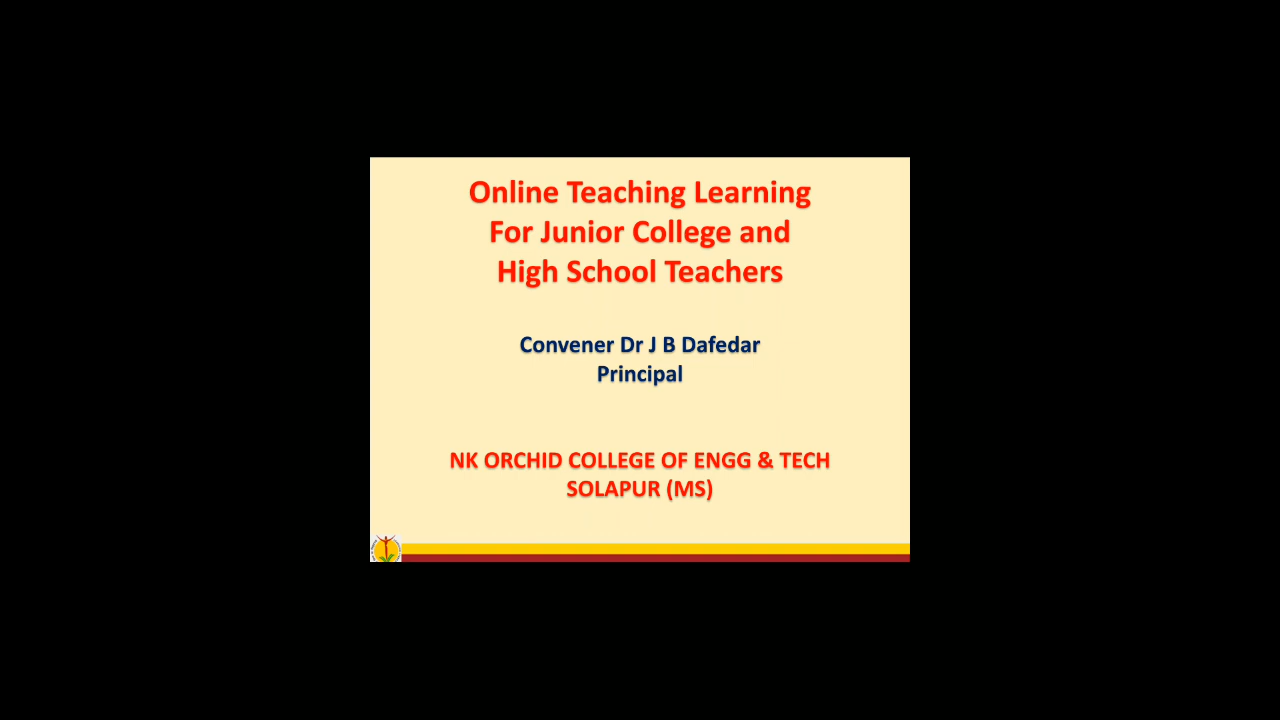 Online Teaching Learning
For Junior College and
High School Teachers
Convener Dr J B Dafedar
Principal
NK ORCHID COLLEGE OF ENGG & TECH
SOLAPUR (MS)